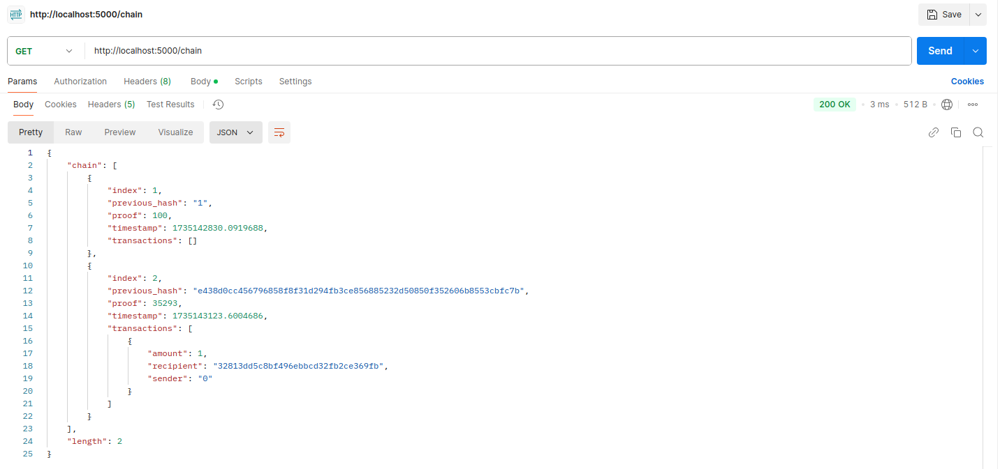 HTTP http://localhost:5000/chain Save
GET http://localhost:5000/chain Send
Params Authorization Headers (8) Body Scripts Settings Cookies
Body Cookies Headers (5) Test Results 200 OK 3 ms 512 B
Pretty Raw Preview Visualize JSON
1 {
2 "chain": [
3 {
4 "index": 1,
5 "previous_hash": "1",
6 "proof": 100,
7 "timestamp": 1735142830.0919688,
8 "transactions": []
9 },
10 {
11 "index": 2,
12 "previous_hash": "e438d0cc456796858f8f31d294fb3ce856885232d50850f352606b8553cbfc7b",
13 "proof": 35293,
14 "timestamp": 1735143123.6004686,
15 "transactions": [
16 {
17 "amount": 1,
18 "recipient": "32813dd5c8bf496ebbcd32fb2ce369fb",
19 "sender": "0"
20 }
21 ]
22 }
23 ],
24 "length": 2
25 }